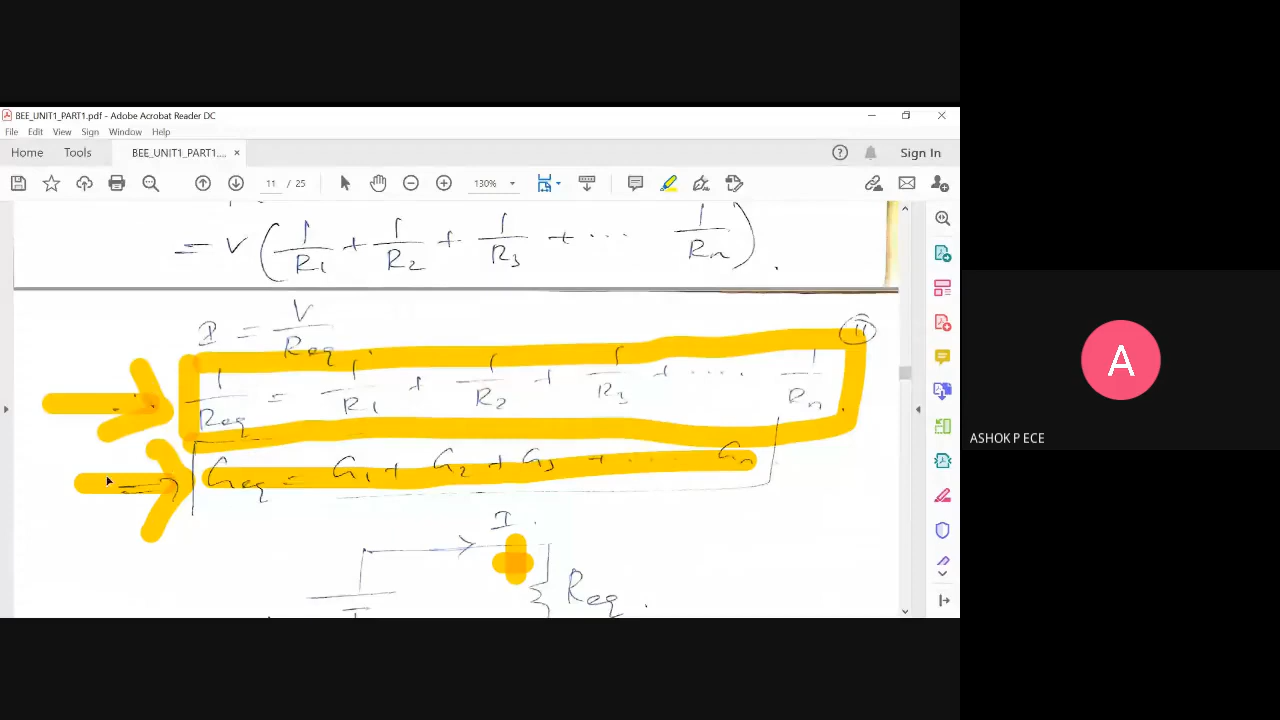 BEE_UNIT1_PART1.pdf - Adobe Acrobat Reader DC
File Edit View Window Help
Sign
Home Tools BEE_UNIT1_PART1.... × Sign In
11 / 25 130%
= V (1/R1 + 1/R2 + 1/R3 + ... 1/Rn).
I = V/Req.
II
1/Req = 1/R1 + 1/R2 + 1/R3 + .... 1/Rn.
=> Geq = G1 + G2 + G3 + .... Gn
I.
Req.
A
ASHOK P ECE